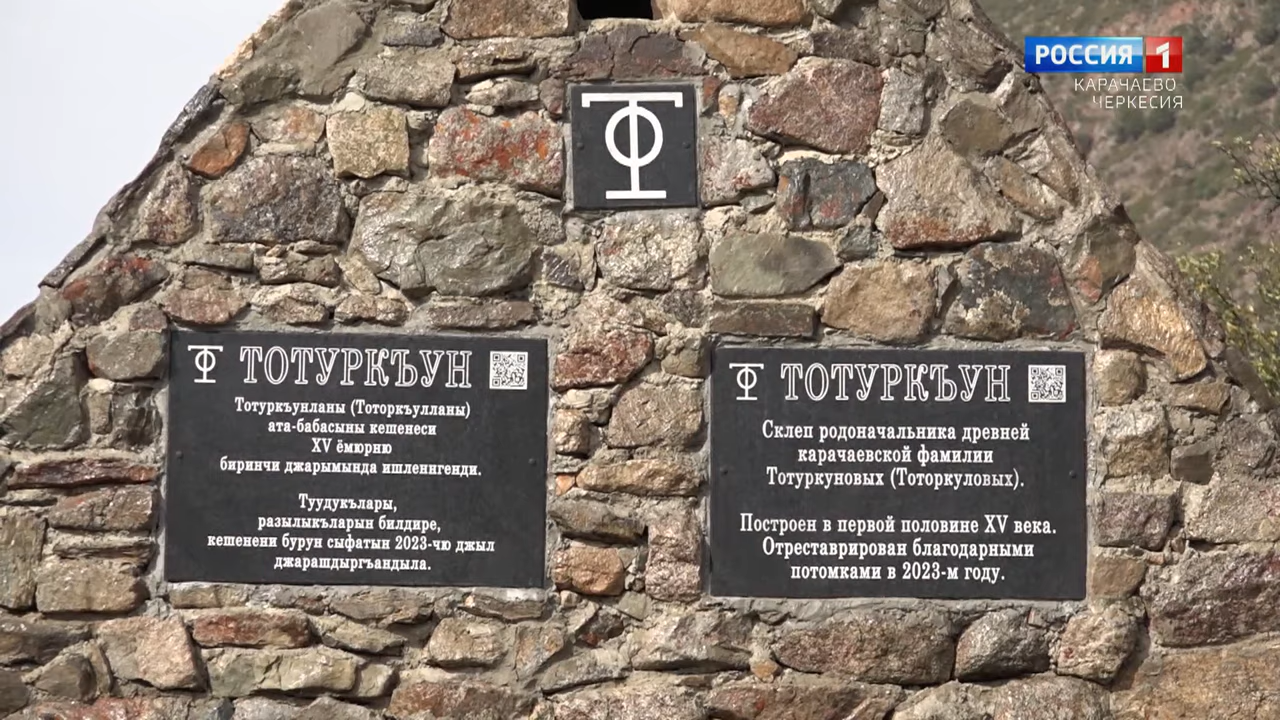 РОССИЯ 1
КАРАЧАЕВО
ЧЕРКЕСИЯ
ТОТУРКЪУН
Тотуркъунланы (Тоторкъулланы)
ата-бабасыны кешенеси
XV ёмюрню
биринчи джарымында ишленнгенди.
Туудукълары,
разылыкъларын билдире,
кешенени бурун сыфатын 2023-чю джыл
джарашдыргъандыла.
ТОТУРКЪУН
Склеп родоначальника древней
карачаевской фамилии
Тотуркуновых (Тоторкуловых).
Построен в первой половине XV века.
Отреставрирован благодарными
потомками в 2023-м году.